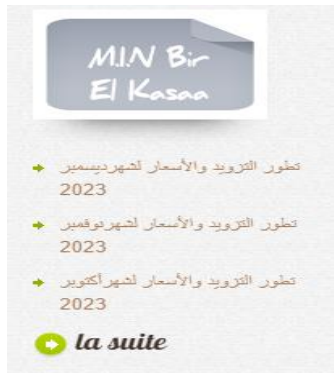 M.I.N Bir
El Kasaa
تطور التزويد والأسعار لشهرديسمبر
2023
تطور التزويد والأسعار لشهرنوفمبر
2023
تطور التزويد والأسعار لشهرأكتوبر
2023
la suite